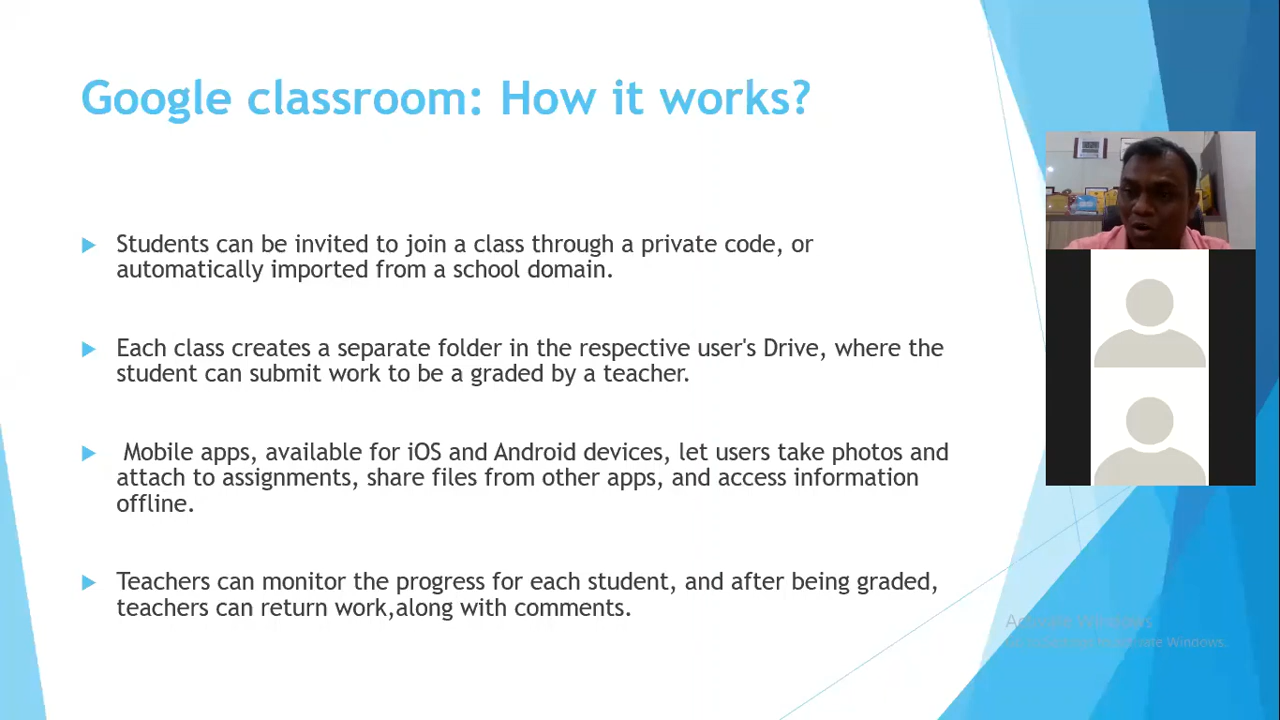 Google classroom: How it works?
Students can be invited to join a class through a private code, or
automatically imported from a school domain.
Each class creates a separate folder in the respective user's Drive, where the
student can submit work to be a graded by a teacher.
Mobile apps, available for iOS and Android devices, let users take photos and
attach to assignments, share files from other apps, and access information
offline.
Teachers can monitor the progress for each student, and after being graded,
teachers can return work,along with comments.
Activate Windows
Windows.